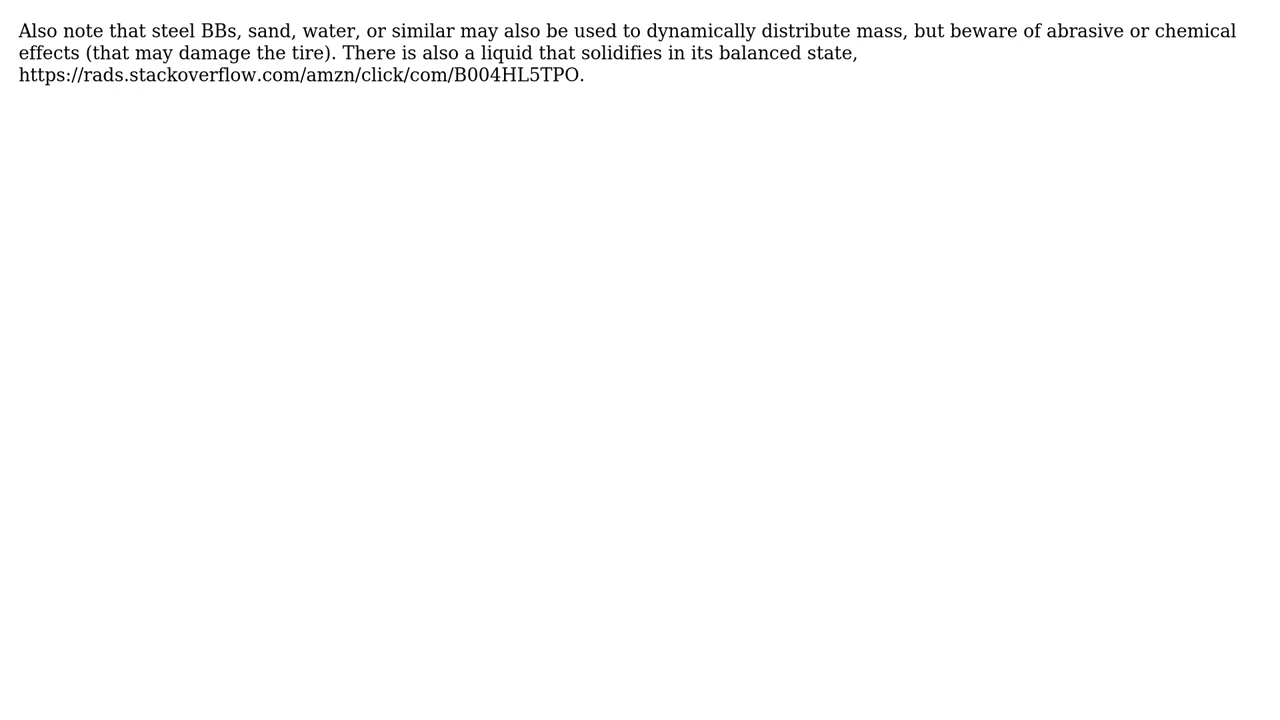 Also note that steel BBs, sand, water, or similar may also be used to dynamically distribute mass, but beware of abrasive or chemical
effects (that may damage the tire). There is also a liquid that solidifies in its balanced state,
https://rads.stackoverflow.com/amzn/click/com/B004HL5TPO.